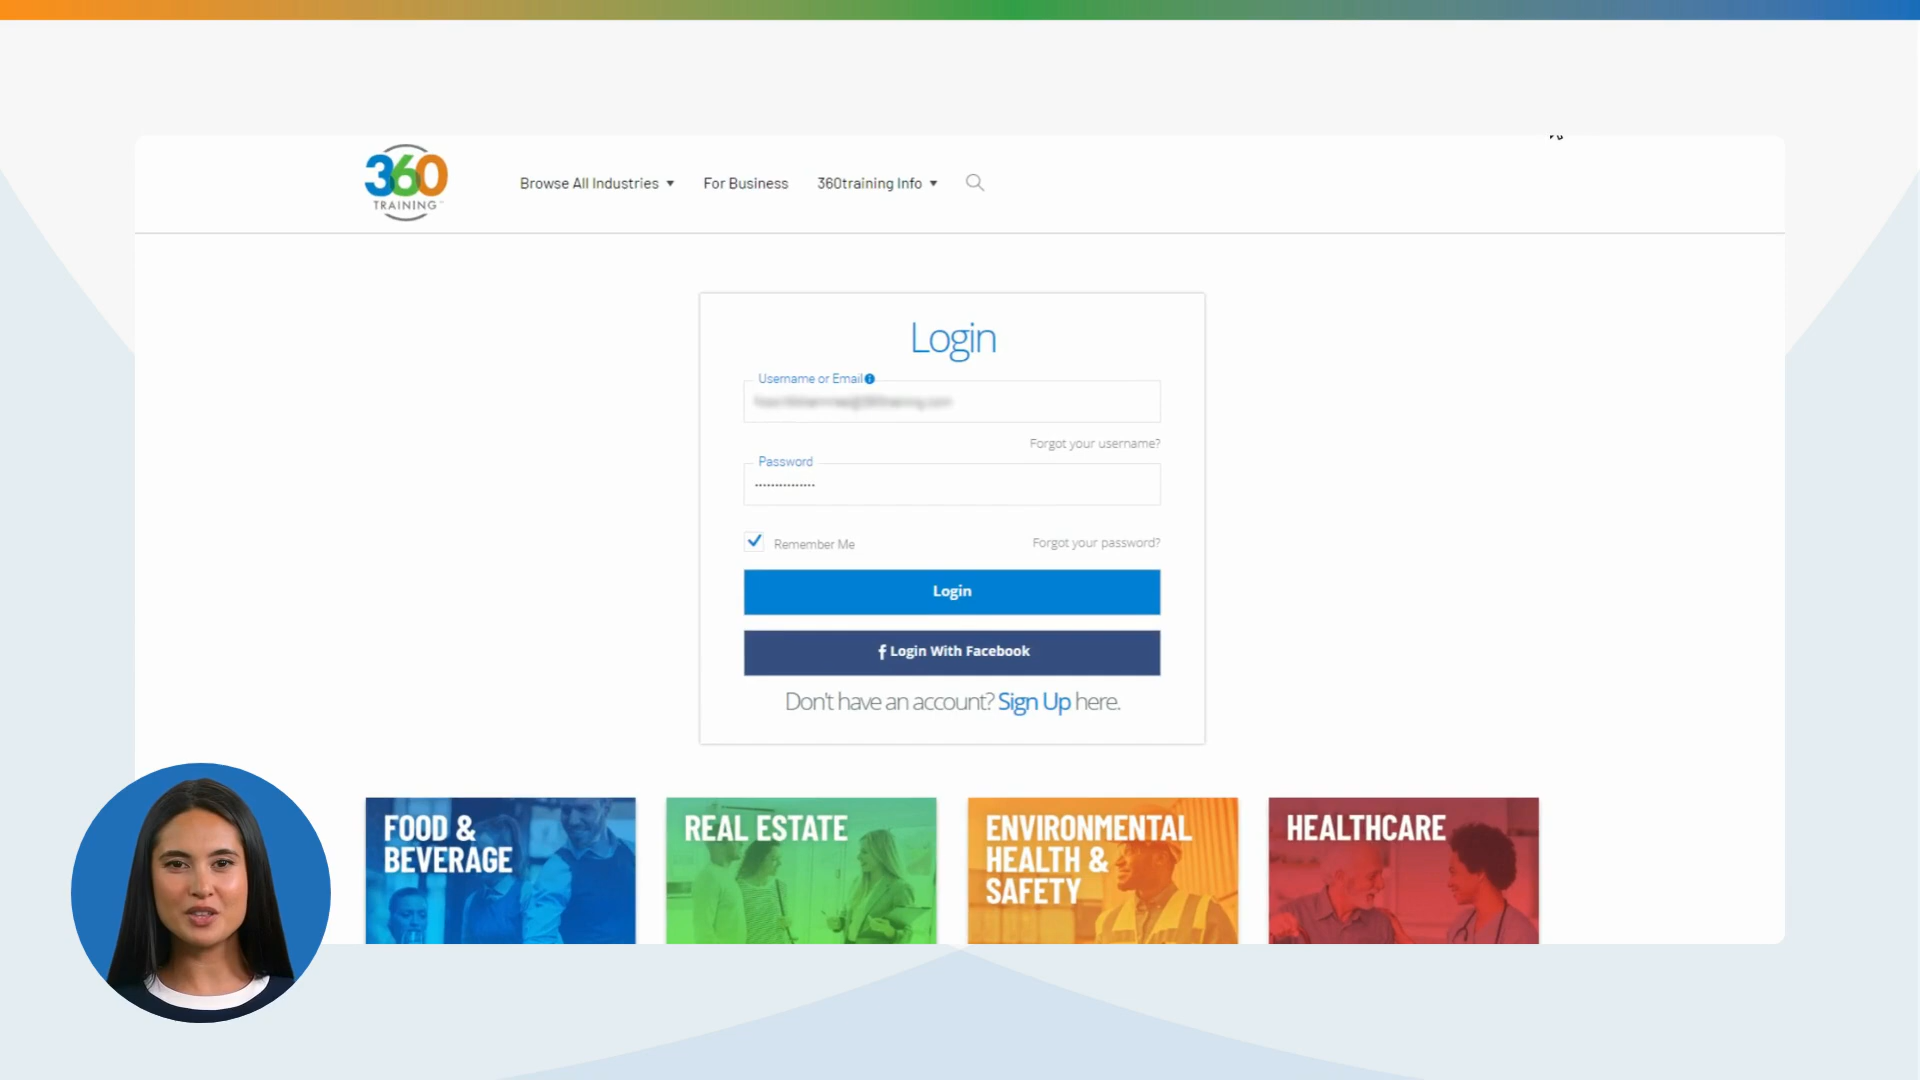 360
TRAINING
Browse All Industries
For Business
360training Info
Login
Username or Email
Forgot your username?
Password
Remember Me
Forgot your password?
Login
f Login With Facebook
Don't have an account? Sign Up here.
FOOD &
BEVERAGE
REAL ESTATE
ENVIRONMENTAL
HEALTH &
SAFETY
HEALTHCARE